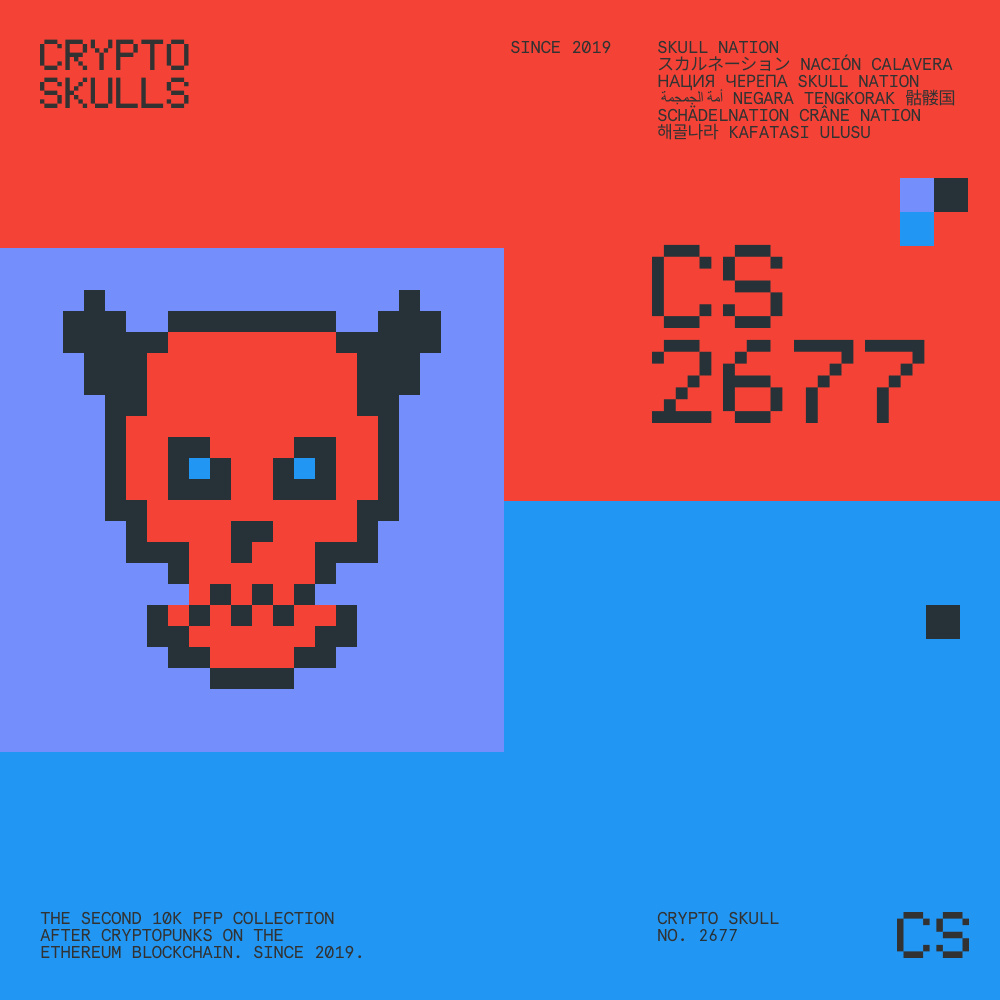 CRYPTO
SKULLS
SINCE 2019
SKULL NATION
スカルネーション NACIÓN CALAVERA
НАЦИЯ ЧЕРЕПА SKULL NATION
أمة الجمجمة NEGARA TENGKORAK 骷髅国
SCHÄDELNATION CRÂNE NATION
해골나라 KAFATASI ULUSU
CS
2677
THE SECOND 10K PFP COLLECTION
AFTER CRYPTOPUNKS ON THE
ETHEREUM BLOCKCHAIN. SINCE 2019.
CRYPTO SKULL
NO. 2677
CS